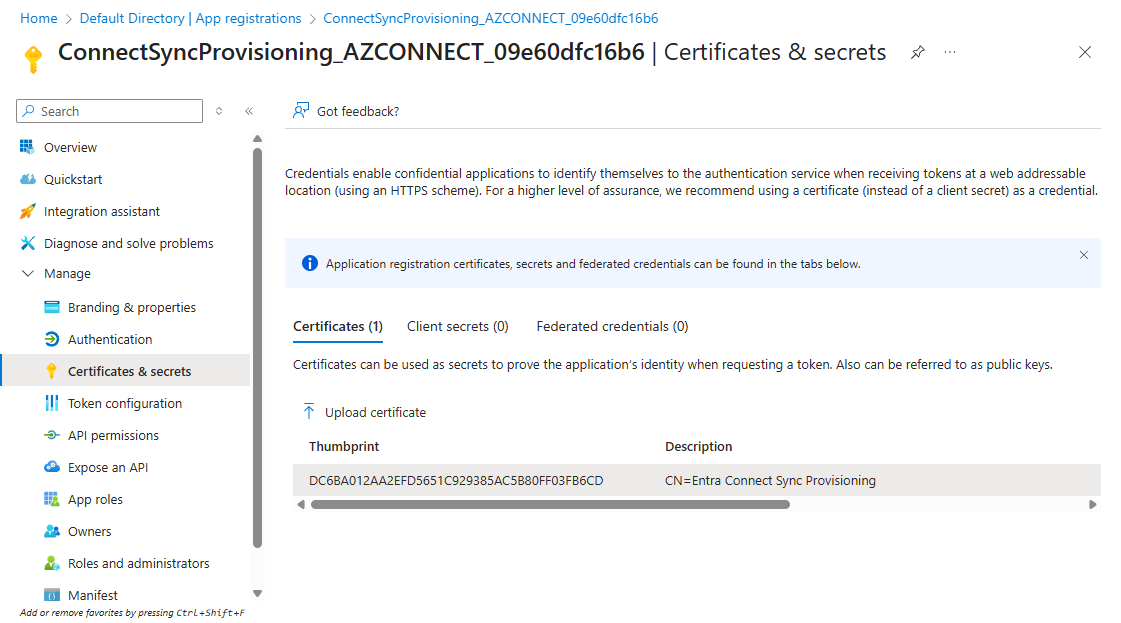 Home > Default Directory | App registrations > ConnectSyncProvisioning_AZCONNECT_09e60dfc16b6
ConnectSyncProvisioning_AZCONNECT_09e60dfc16b6 | Certificates & secrets
Search
Got feedback?
Overview
Quickstart
Integration assistant
Diagnose and solve problems
Manage
Branding & properties
Authentication
Certificates & secrets
Token configuration
API permissions
Expose an API
App roles
Owners
Roles and administrators
Manifest
Add or remove favorites by pressing Ctrl+Shift+F
Credentials enable confidential applications to identify themselves to the authentication service when receiving tokens at a web addressable
location (using an HTTPS scheme). For a higher level of assurance, we recommend using a certificate (instead of a client secret) as a credential.
Application registration certificates, secrets and federated credentials can be found in the tabs below.
Certificates (1) Client secrets (0) Federated credentials (0)
Certificates can be used as secrets to prove the application's identity when requesting a token. Also can be referred to as public keys.
Upload certificate
Thumbprint Description
DC6BA012AA2EFD5651C929385AC5B80FF03FB6CD CN=Entra Connect Sync Provisioning